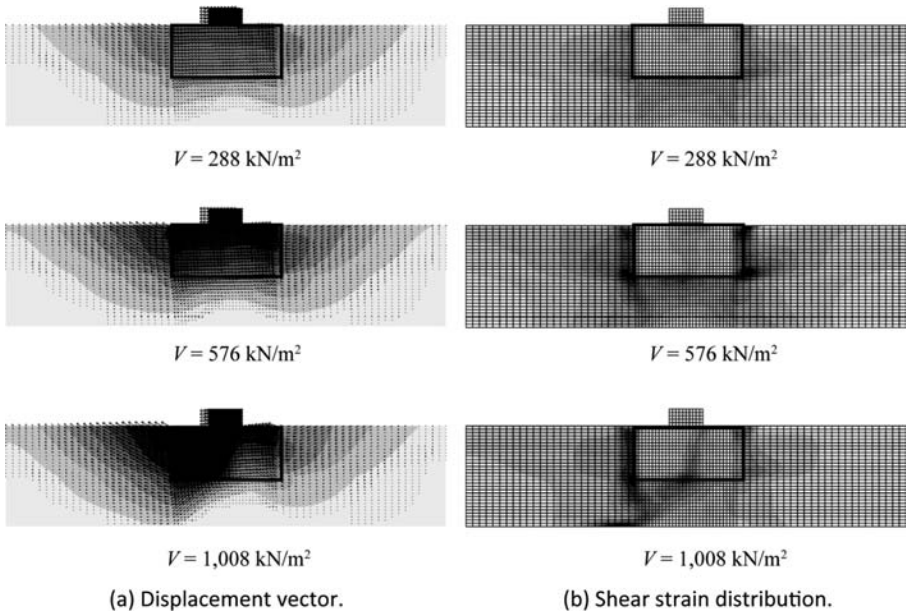 V = 288 kN/m²
V = 288 kN/m²
V = 576 kN/m²
V = 576 kN/m²
V = 1,008 kN/m²
V = 1,008 kN/m²
(a) Displacement vector.
(b) Shear strain distribution.